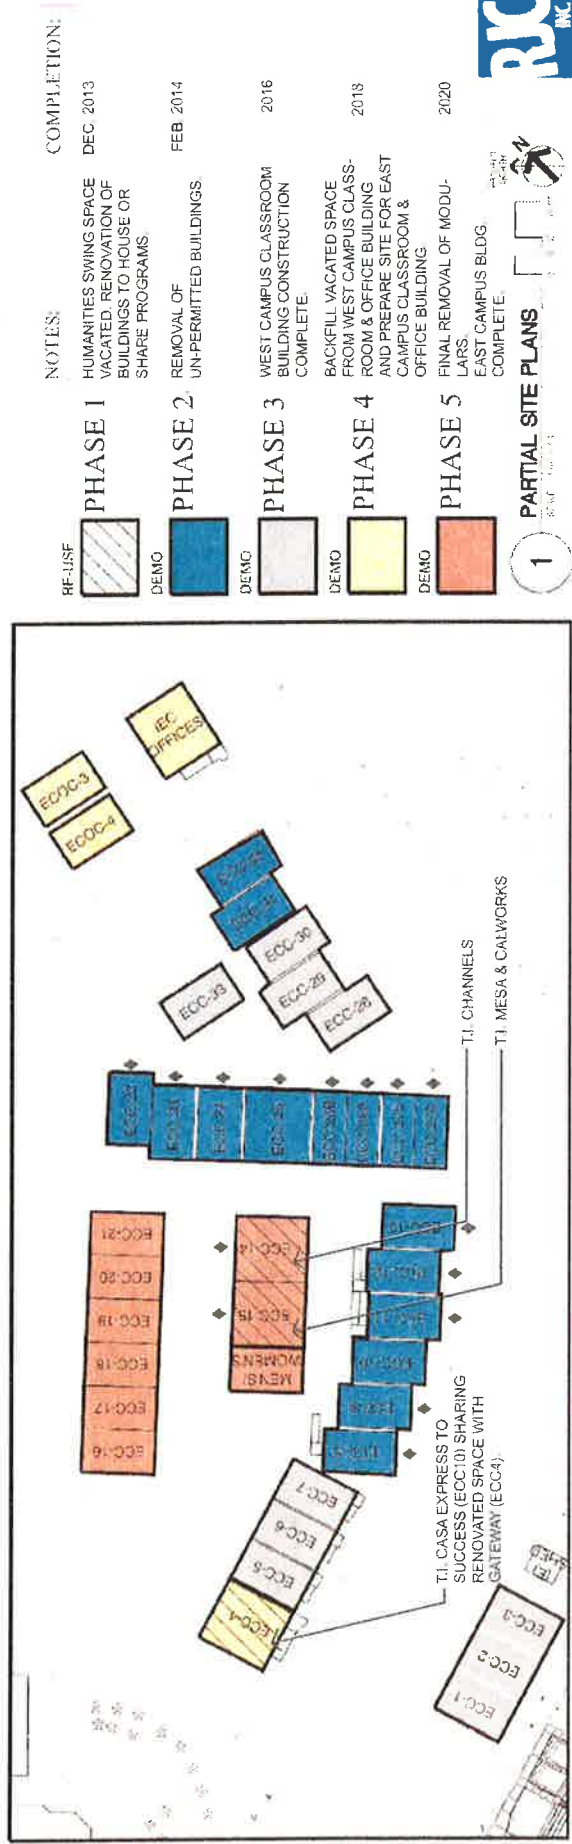 NOTES:
COMPLETION:
RE-USE
PHASE 1
HUMANITIES SWING SPACE
VACATED. RENOVATION OF
BUILDINGS TO HOUSE OR
SHARE PROGRAMS.
DEC. 2013
DEMO
PHASE 2
REMOVAL OF
UN-PERMITTED BUILDINGS.
FEB. 2014
DEMO
PHASE 3
WEST CAMPUS CLASSROOM
BUILDING CONSTRUCTION
COMPLETE.
2016
DEMO
PHASE 4
BACKFILL VACATED SPACE
FROM WEST CAMPUS CLASS-
ROOM & OFFICE BUILDING
AND PREPARE SITE FOR EAST
CAMPUS CLASSROOM &
OFFICE BUILDING.
2018
DEMO
PHASE 5
FINAL REMOVAL OF MODU-
LARS.
EAST CAMPUS BLDG.
COMPLETE.
2020
1
PARTIAL SITE PLANS
N
RJC
INC
ECOC-3
ECOC-4
IEC
OFFICES
ECC-33
ECC-30
ECC-29
ECC-28
ECC-21
ECC-20
ECC-19
ECC-18
ECC-17
ECC-16
ECC-14
ECC-15
MENS/
WOMENS
ECC-7
ECC-6
ECC-5
ECC-4
ECC-3
ECC-2
ECC-1
T.I. CHANNELS
T.I. MESA & CALWORKS
T.I. CASA EXPRESS TO
SUCCESS (ECC10) SHARING
RENOVATED SPACE WITH
GATEWAY (ECC4).
(E)
SHED